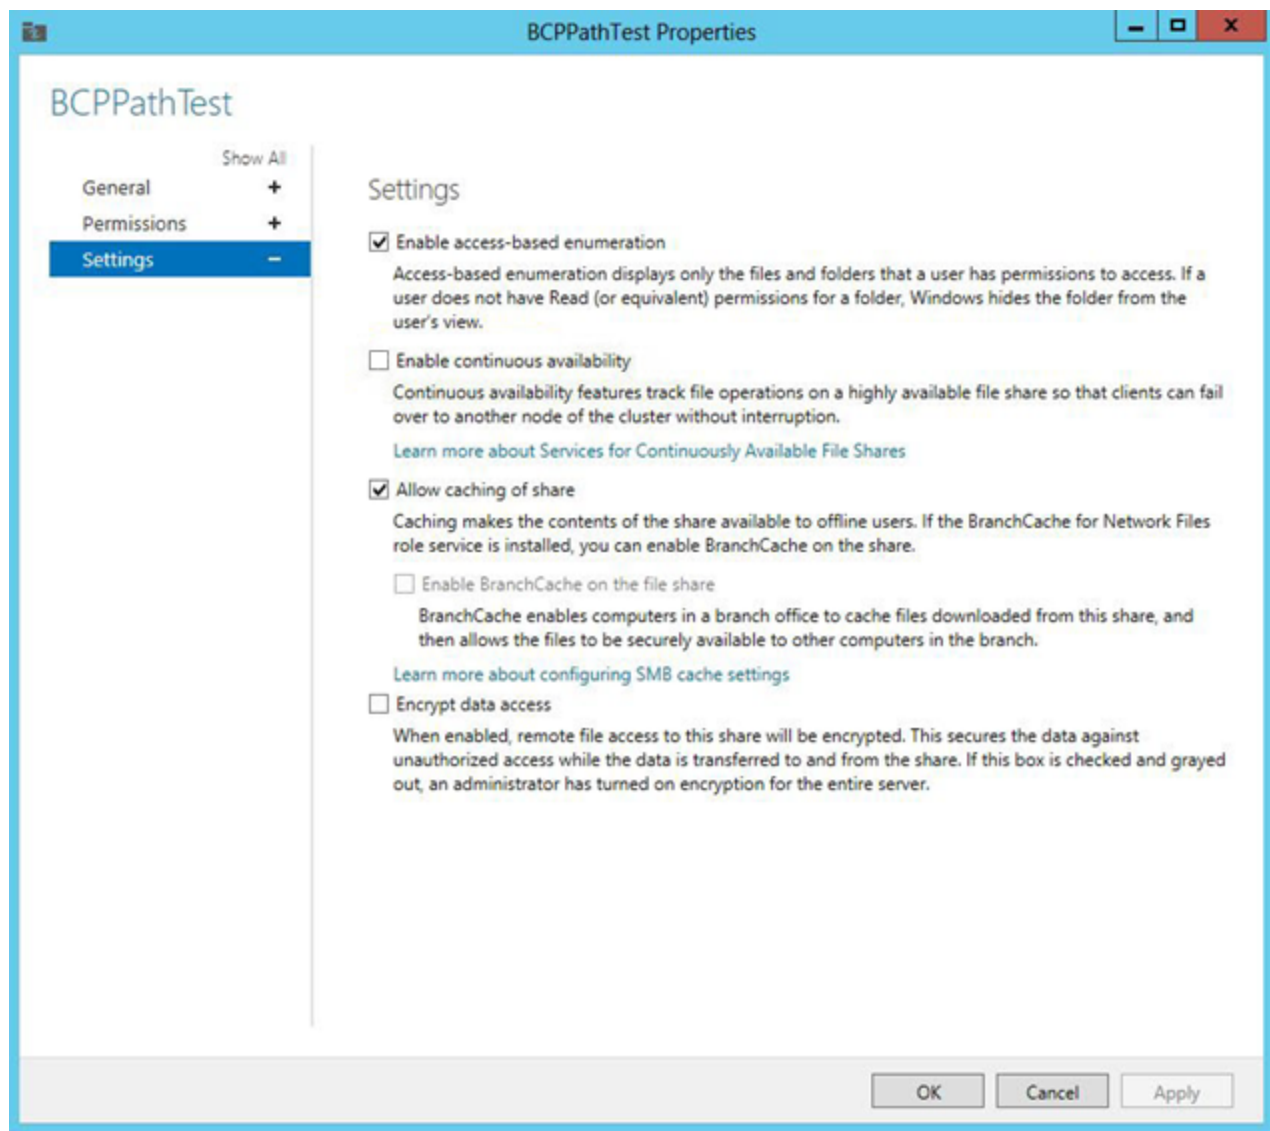 BCPPathTest Properties
BCPPathTest
Show All
General
Permissions
Settings
Settings
Enable access-based enumeration
Access-based enumeration displays only the files and folders that a user has permissions to access. If a
user does not have Read (or equivalent) permissions for a folder, Windows hides the folder from the
user's view.
Enable continuous availability
Continuous availability features track file operations on a highly available file share so that clients can fail
over to another node of the cluster without interruption.
Learn more about Services for Continuously Available File Shares
Allow caching of share
Caching makes the contents of the share available to offline users. If the BranchCache for Network Files
role service is installed, you can enable BranchCache on the share.
Enable BranchCache on the file share
BranchCache enables computers in a branch office to cache files downloaded from this share, and
then allows the files to be securely available to other computers in the branch.
Learn more about configuring SMB cache settings
Encrypt data access
When enabled, remote file access to this share will be encrypted. This secures the data against
unauthorized access while the data is transferred to and from the share. If this box is checked and grayed
out, an administrator has turned on encryption for the entire server.
OK
Cancel
Apply